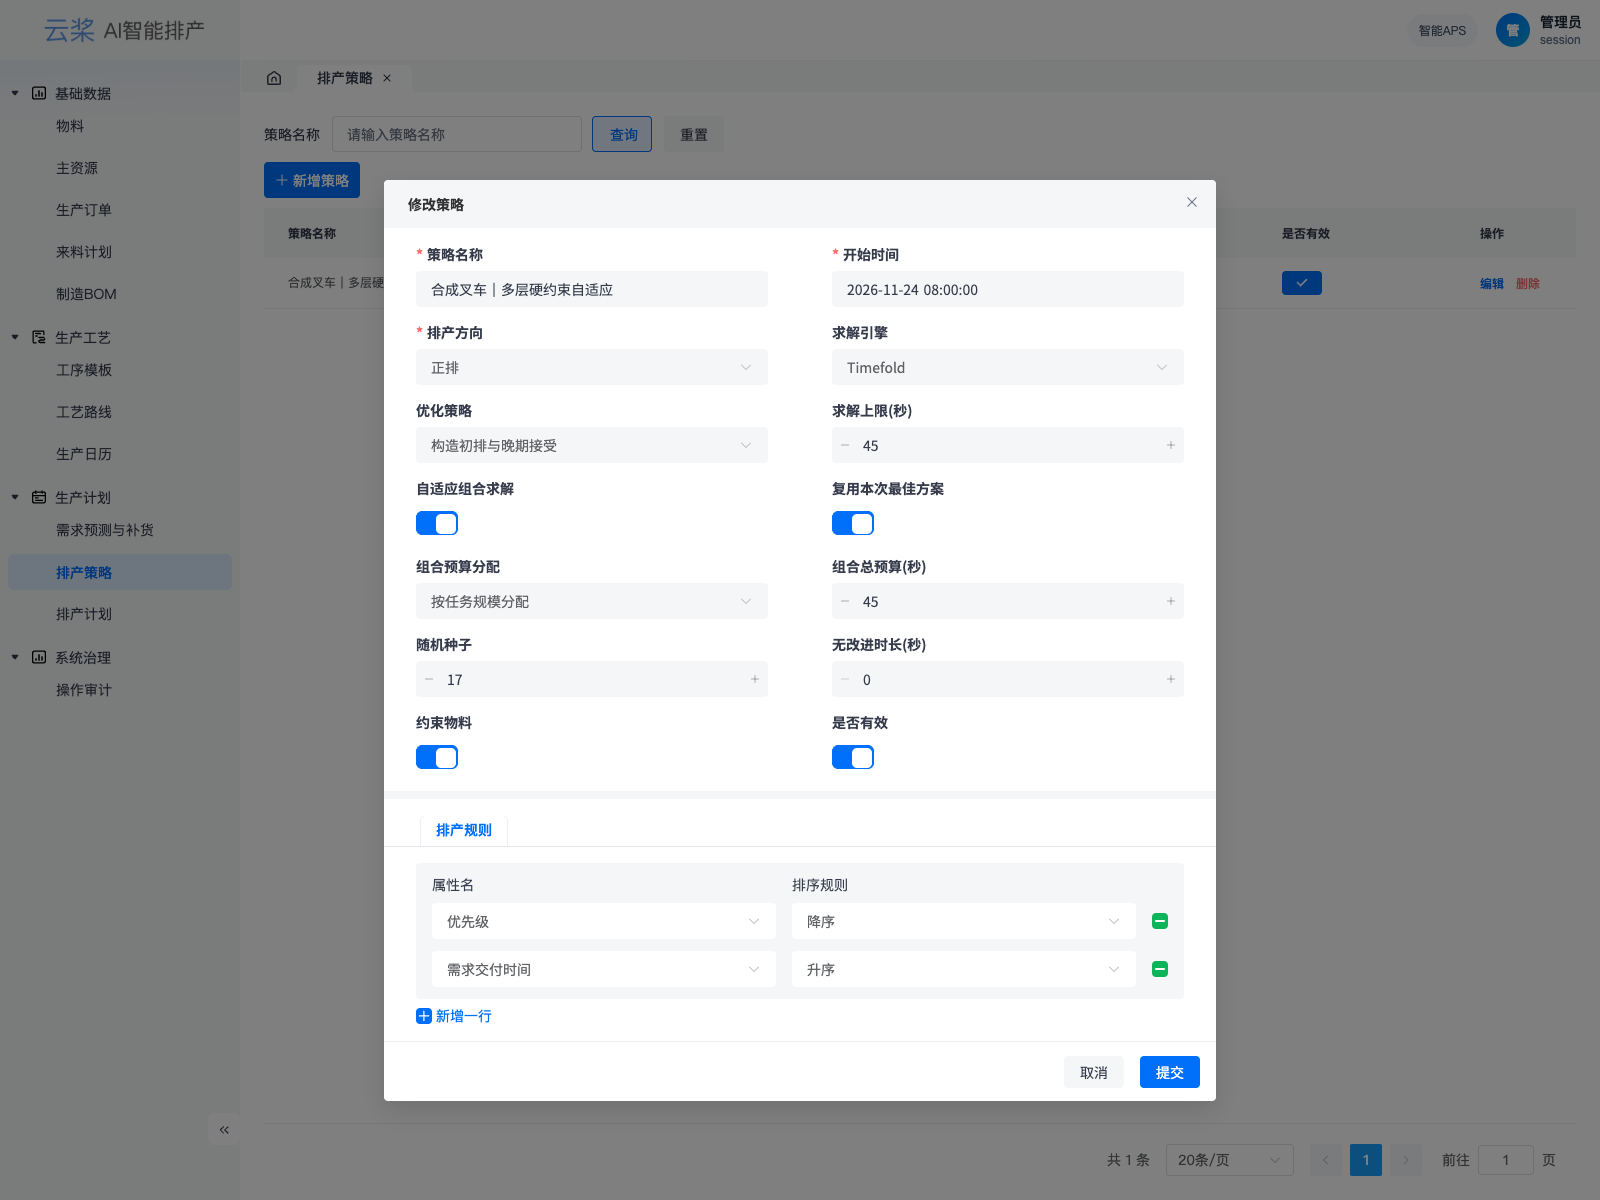 云桨 AI智能排产
智能APS
管
管理员
session
基础数据
物料
主资源
生产订单
来料计划
制造BOM
生产工艺
工序模板
工艺路线
生产日历
生产计划
需求预测与补货
排产策略
排产计划
系统治理
操作审计
排产策略
策略名称
请输入策略名称
查询
重置
新增策略
策略名称
是否有效
操作
合成叉车｜多层硬
编辑
删除
修改策略
* 策略名称
合成叉车｜多层硬约束自适应
* 开始时间
2026-11-24 08:00:00
* 排产方向
正排
求解引擎
Timefold
优化策略
构造初排与晚期接受
求解上限(秒)
45
自适应组合求解
复用本次最佳方案
组合预算分配
按任务规模分配
组合总预算(秒)
45
随机种子
17
无改进时长(秒)
0
约束物料
是否有效
排产规则
属性名
排序规则
优先级
降序
需求交付时间
升序
新增一行
取消
提交
共 1 条
20条/页
1
前往
1
页